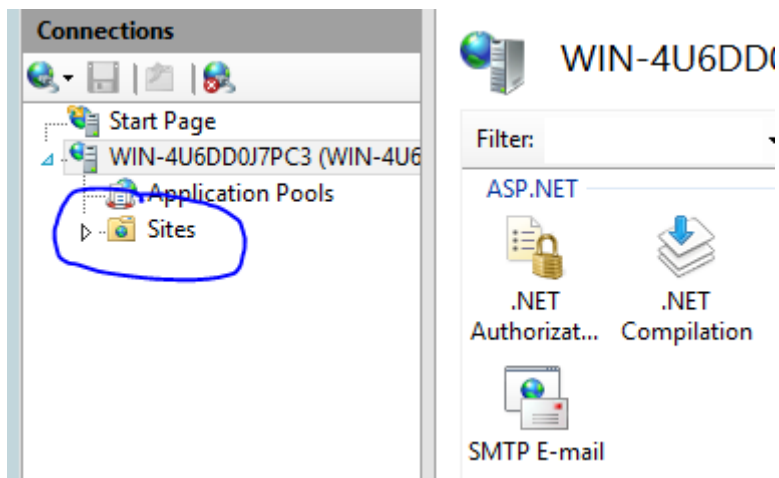 Connections
Start Page
WIN-4U6DD0J7PC3 (WIN-4U6
Application Pools
Sites
WIN-4U6DD0
Filter:
ASP.NET
.NET
Authorizat...
.NET
Compilation
SMTP E-mail